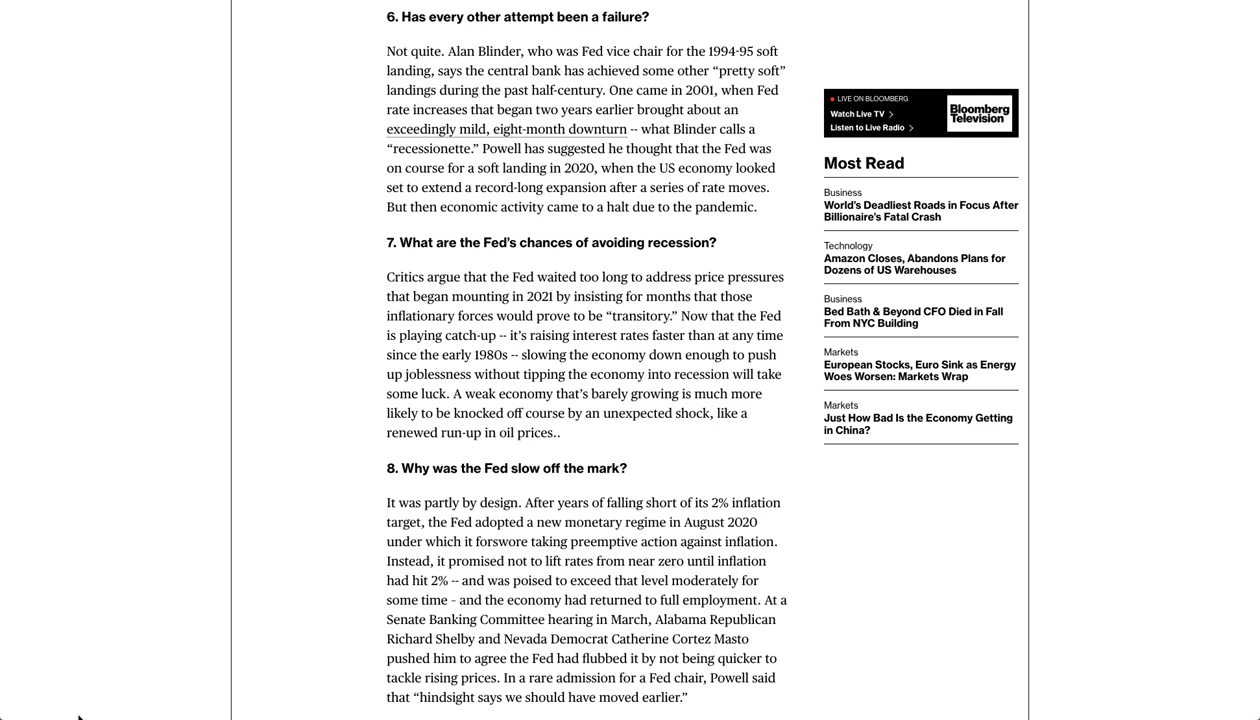 6. Has every other attempt been a failure?
Not quite. Alan Blinder, who was Fed vice chair for the 1994-95 soft
landing, says the central bank has achieved some other “pretty soft”
landings during the past half-century. One came in 2001, when Fed
rate increases that began two years earlier brought about an
exceedingly mild, eight-month downturn -- what Blinder calls a
“recessionette.” Powell has suggested he thought that the Fed was
on course for a soft landing in 2020, when the US economy looked
set to extend a record-long expansion after a series of rate moves.
But then economic activity came to a halt due to the pandemic.
7. What are the Fed’s chances of avoiding recession?
Critics argue that the Fed waited too long to address price pressures
that began mounting in 2021 by insisting for months that those
inflationary forces would prove to be “transitory.” Now that the Fed
is playing catch-up -- it’s raising interest rates faster than at any time
since the early 1980s -- slowing the economy down enough to push
up joblessness without tipping the economy into recession will take
some luck. A weak economy that’s barely growing is much more
likely to be knocked off course by an unexpected shock, like a
renewed run-up in oil prices..
8. Why was the Fed slow off the mark?
It was partly by design. After years of falling short of its 2% inflation
target, the Fed adopted a new monetary regime in August 2020
under which it forswore taking preemptive action against inflation.
Instead, it promised not to lift rates from near zero until inflation
had hit 2% -- and was poised to exceed that level moderately for
some time – and the economy had returned to full employment. At a
Senate Banking Committee hearing in March, Alabama Republican
Richard Shelby and Nevada Democrat Catherine Cortez Masto
pushed him to agree the Fed had flubbed it by not being quicker to
tackle rising prices. In a rare admission for a Fed chair, Powell said
that “hindsight says we should have moved earlier.”
LIVE ON BLOOMBERG
Watch Live TV
Listen to Live Radio
Bloomberg
Television
Most Read
Business
World’s Deadliest Roads in Focus After
Billionaire’s Fatal Crash
Technology
Amazon Closes, Abandons Plans for
Dozens of US Warehouses
Business
Bed Bath & Beyond CFO Died in Fall
From NYC Building
Markets
European Stocks, Euro Sink as Energy
Woes Worsen: Markets Wrap
Markets
Just How Bad Is the Economy Getting
in China?